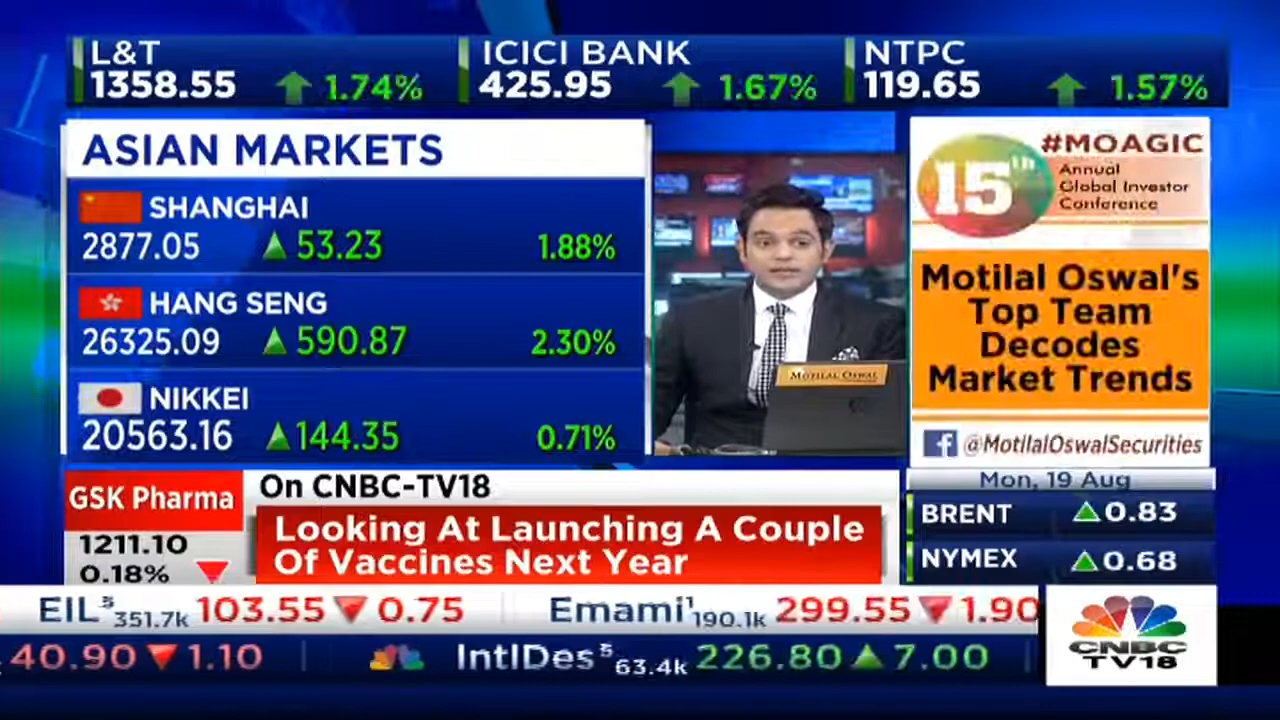 L&T
1358.55 1.74%
ICICI BANK
425.95 1.67%
NTPC
119.65 1.57%
ASIAN MARKETS
SHANGHAI
2877.05 53.23 1.88%
HANG SENG
26325.09 590.87 2.30%
NIKKEI
20563.16 144.35 0.71%
MOTILAL OSWAL
15th
#MOAGIC
Annual
Global Investor
Conference
Motilal Oswal's
Top Team
Decodes
Market Trends
@MotilalOswalSecurities
Mon, 19 Aug
BRENT 0.83
NYMEX 0.68
GSK Pharma
1211.10
0.18%
On CNBC-TV18
Looking At Launching A Couple
Of Vaccines Next Year
EIL 5 351.7k 103.55 0.75 Emami 1 190.1k 299.55 1.90
40.90 1.10 IntlDes 5 63.4k 226.80 7.00
CNBC
TV18